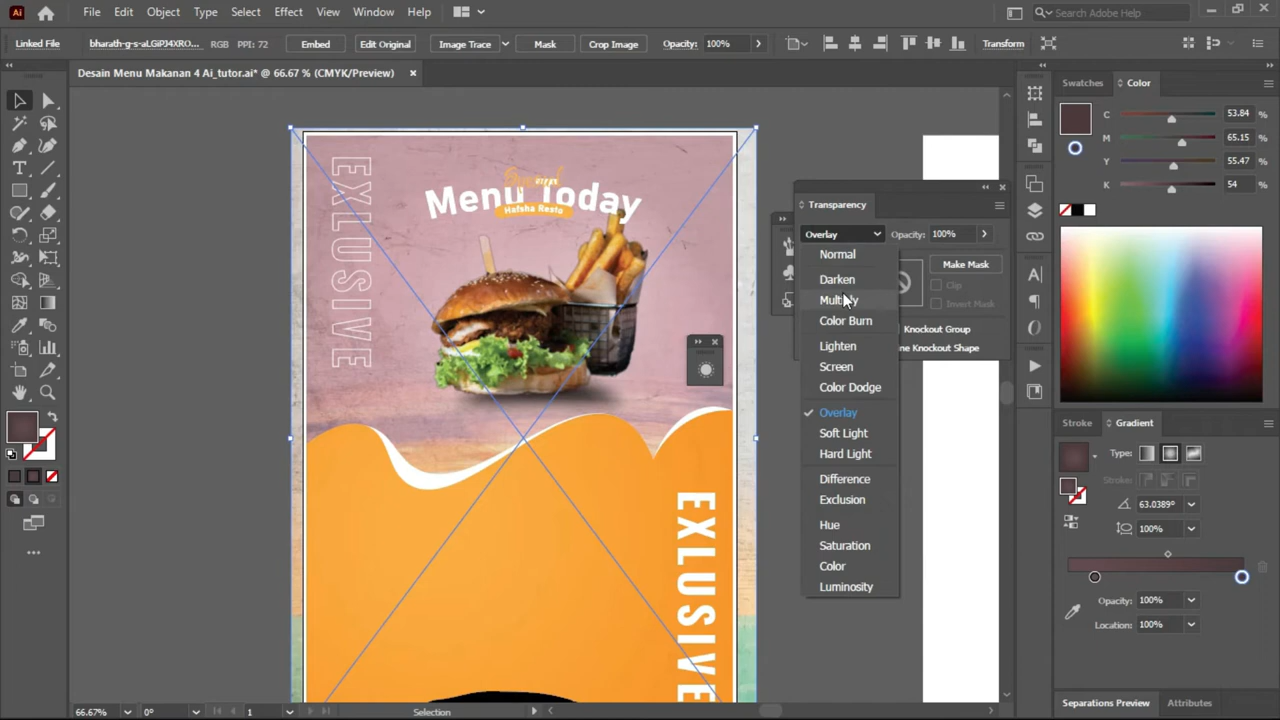 Ai File Edit Object Type Select Effect View Window Help Search Adobe Help
Linked File bharath-g-s-aLGiPJ4XRO... RGB PPI: 72 Embed Edit Original Image Trace Mask Crop Image Opacity: 100% Transform
Desain Menu Makanan 4 Ai_tutor.ai* @ 66.67 % (CMYK/Preview)
EXLUSIVE
Special
Menu Today
Hafsha Resto
EXLUSIVE
Transparency
Overlay Opacity: 100%
Make Mask
Clip
Invert Mask
Knockout Group
ne Knockout Shape
Normal
Darken
Multiply
Color Burn
Lighten
Screen
Color Dodge
Overlay
Soft Light
Hard Light
Difference
Exclusion
Hue
Saturation
Color
Luminosity
Swatches Color
C 53.84 %
M 65.15 %
Y 55.47 %
K 54 %
Stroke Gradient
Type:
Stroke:
63.0389°
100%
Opacity: 100%
Location: 100%
Separations Preview Attributes
66.67% 0° 1 Selection